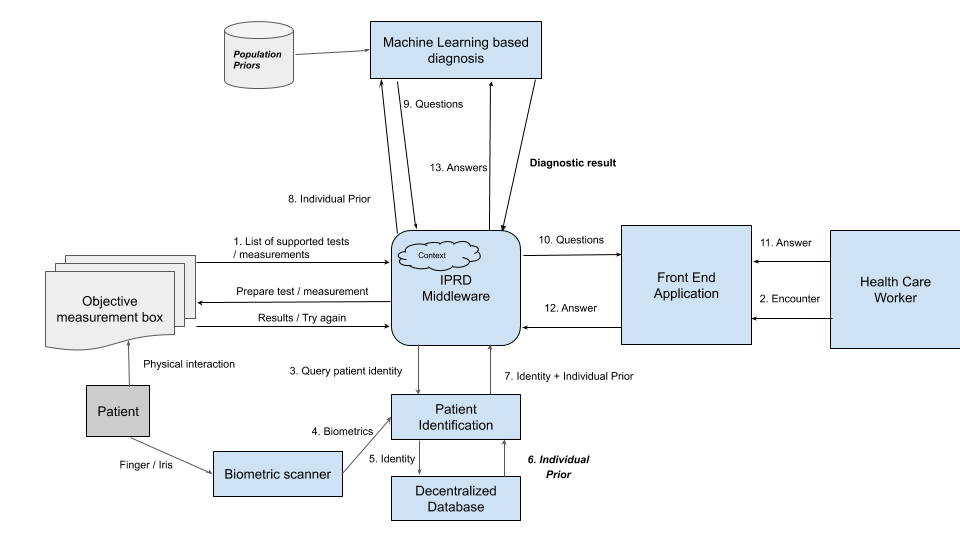 Machine Learning based
diagnosis
Population
Priors
9. Questions
13. Answers
Diagnostic result
8. Individual Prior
1. List of supported tests
/ measurements
Context
IPRD
Middleware
10. Questions
11. Answer
Front End
Application
Health Care
Worker
Prepare test / measurement
Objective
measurement box
2. Encounter
12. Answer
Results / Try again
Physical interaction
3. Query patient identity
7. Identity + Individual Prior
Patient
Patient
Identification
4. Biometrics
Finger / Iris
5. Identity
6. Individual
Prior
Biometric scanner
Decentralized
Database